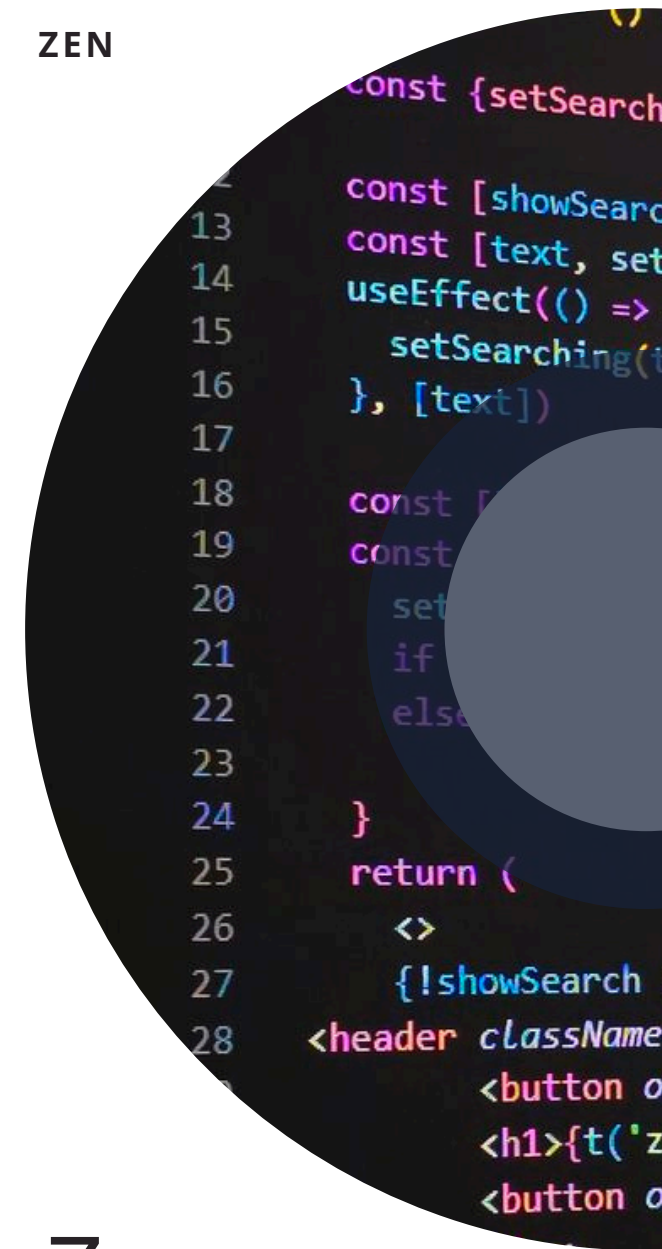 ZEN
()
const {setSearch
const [showSearc
13
const [text, set
14
useEffect(() =>
15
setSearching(t
16
}, [text])
17
18
const [
19
const
20
set
21
if
22
else
23
24
}
25
return (
26
<>
27
{!showSearch
28
<header className
<button o
<h1>{t('z
<button o